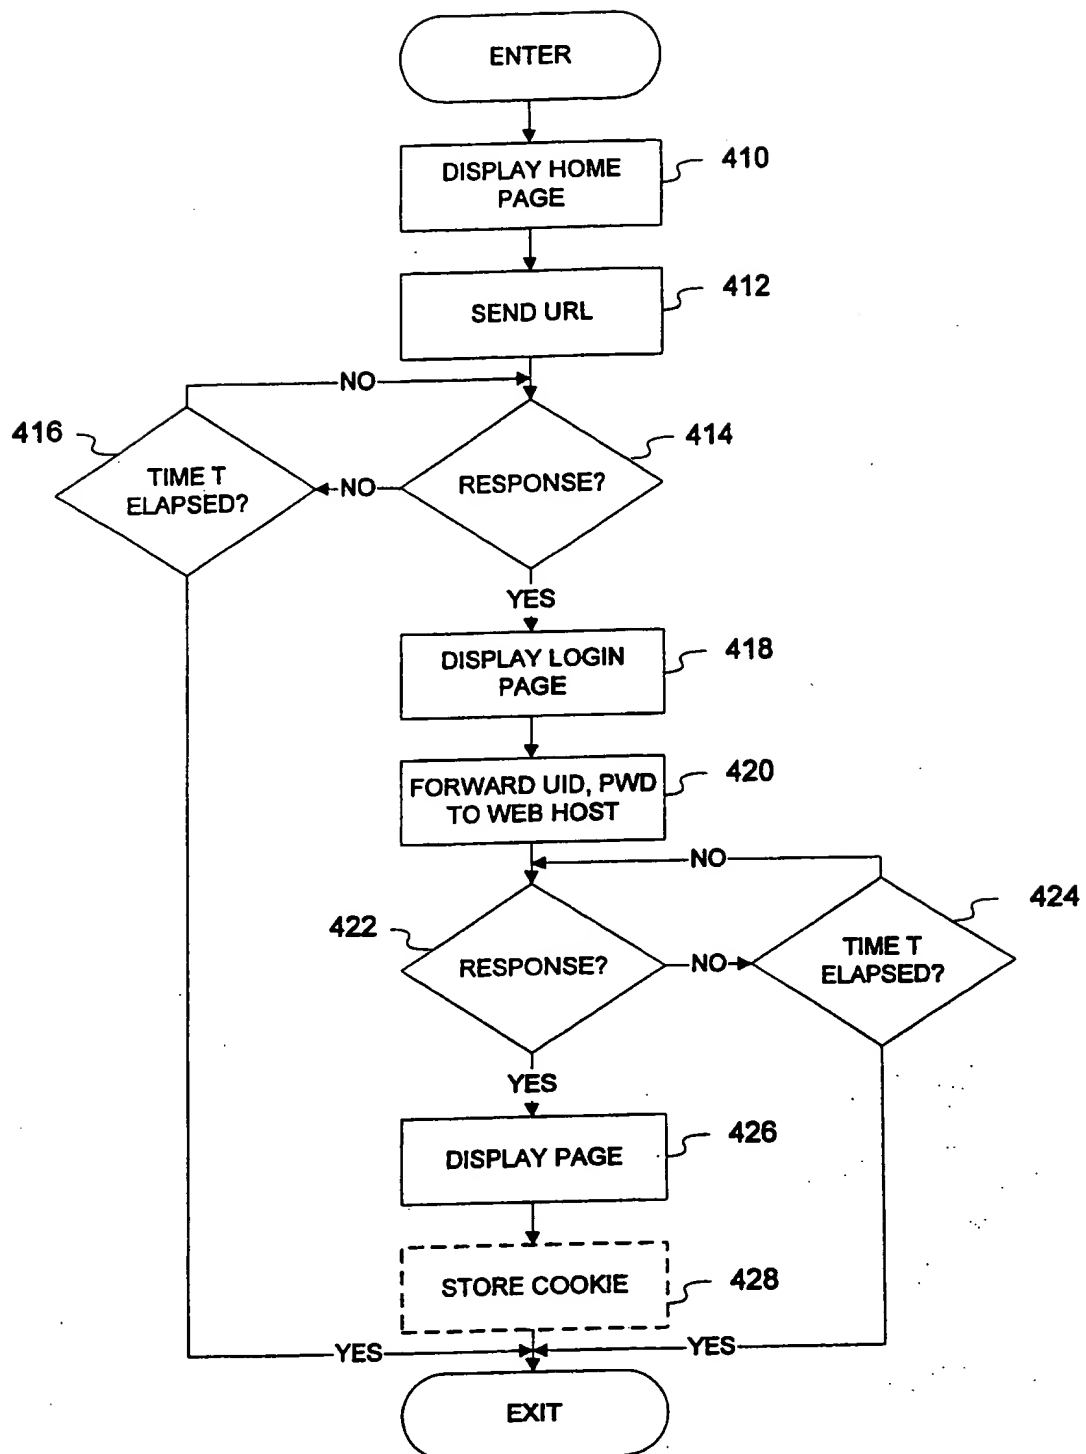 ENTER
DISPLAY HOME
PAGE
410
SEND URL
412
NO
416
TIME T
ELAPSED?
NO
RESPONSE?
414
YES
DISPLAY LOGIN
PAGE
418
FORWARD UID, PWD
TO WEB HOST
420
NO
422
RESPONSE?
NO
TIME T
ELAPSED?
424
YES
DISPLAY PAGE
426
STORE COOKIE
428
YES
YES
EXIT